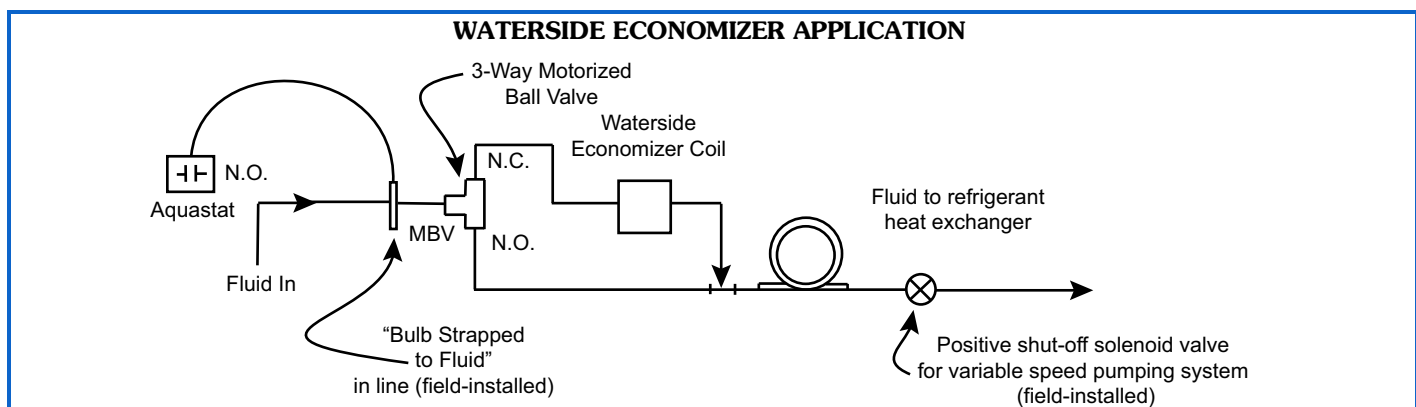 WATERSIDE ECONOMIZER APPLICATION
3-Way Motorized
Ball Valve
Waterside
Economizer Coil
N.C.
N.O.
Aquastat
Fluid to refrigerant
heat exchanger
MBV
N.O.
Fluid In
“Bulb Strapped
to Fluid”
in line (field-installed)
Positive shut-off solenoid valve
for variable speed pumping system
(field-installed)